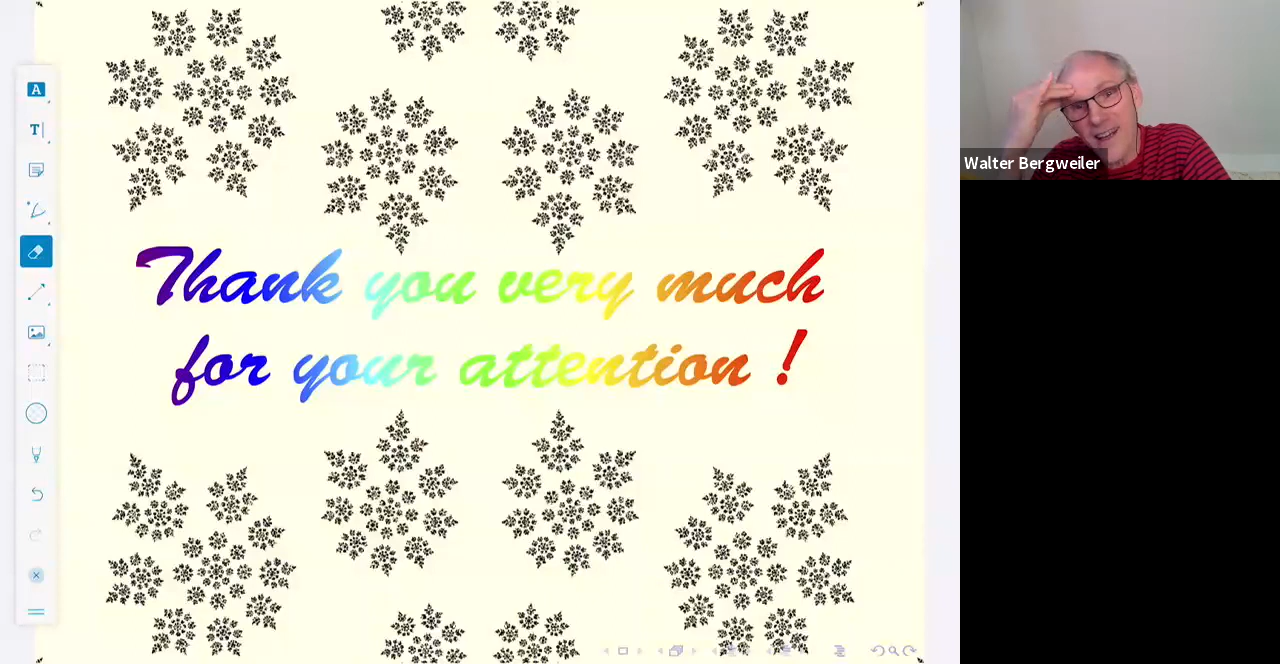 A
T
Thank you very much
for your attention !
Walter Bergweiler